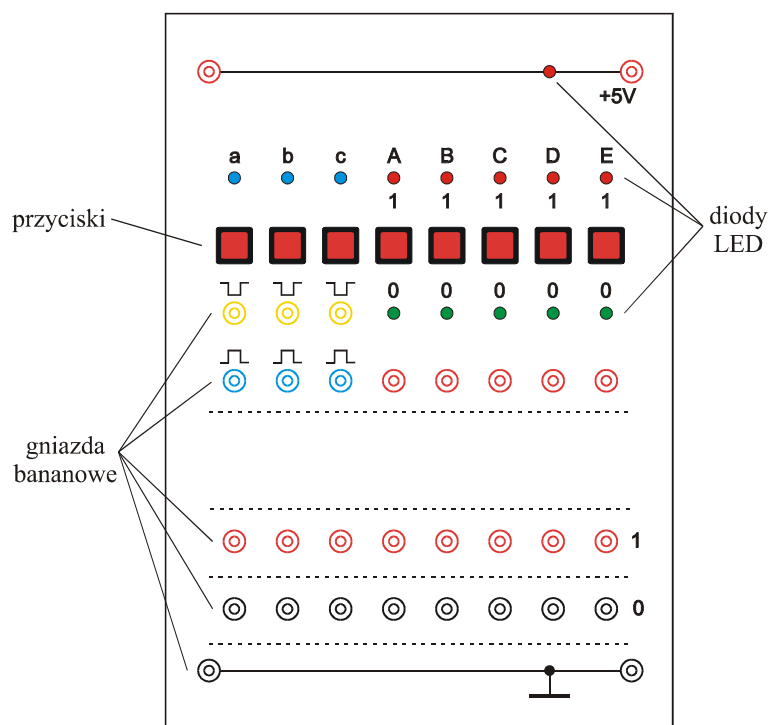 +5V
a b c A B C D E
1 1 1 1 1
przyciski
diody
LED
0 0 0 0 0
gniazda
bananowe
1
0